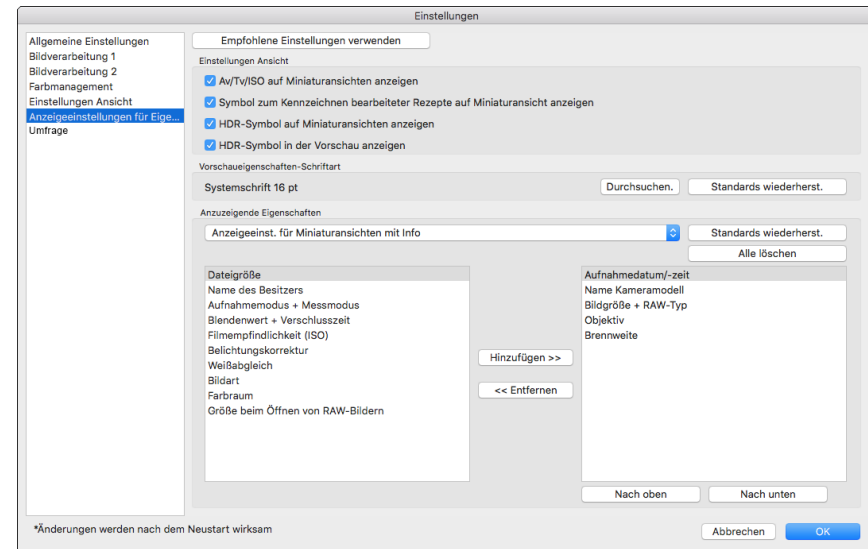 Einstellungen
Allgemeine Einstellungen
Bildverarbeitung 1
Bildverarbeitung 2
Farbmanagement
Einstellungen Ansicht
Anzeigeeinstellungen für Eige...
Umfrage
Empfohlene Einstellungen verwenden
Einstellungen Ansicht
Av/Tv/ISO auf Miniaturansichten anzeigen
Symbol zum Kennzeichnen bearbeiteter Rezepte auf Miniaturansicht anzeigen
HDR-Symbol auf Miniaturansichten anzeigen
HDR-Symbol in der Vorschau anzeigen
Vorschaueigenschaften-Schriftart
Systemschrift 16 pt
Durchsuchen.
Standards wiederherst.
Anzuzeigende Eigenschaften
Anzeigeeinst. für Miniaturansichten mit Info
Standards wiederherst.
Alle löschen
Dateigröße
Name des Besitzers
Aufnahmemodus + Messmodus
Blendenwert + Verschlusszeit
Filmempfindlichkeit (ISO)
Belichtungskorrektur
Weißabgleich
Bildart
Farbraum
Größe beim Öffnen von RAW-Bildern
Hinzufügen >>
<< Entfernen
Aufnahmedatum/-zeit
Name Kameramodell
Bildgröße + RAW-Typ
Objektiv
Brennweite
Nach oben
Nach unten
*Änderungen werden nach dem Neustart wirksam
Abbrechen
OK